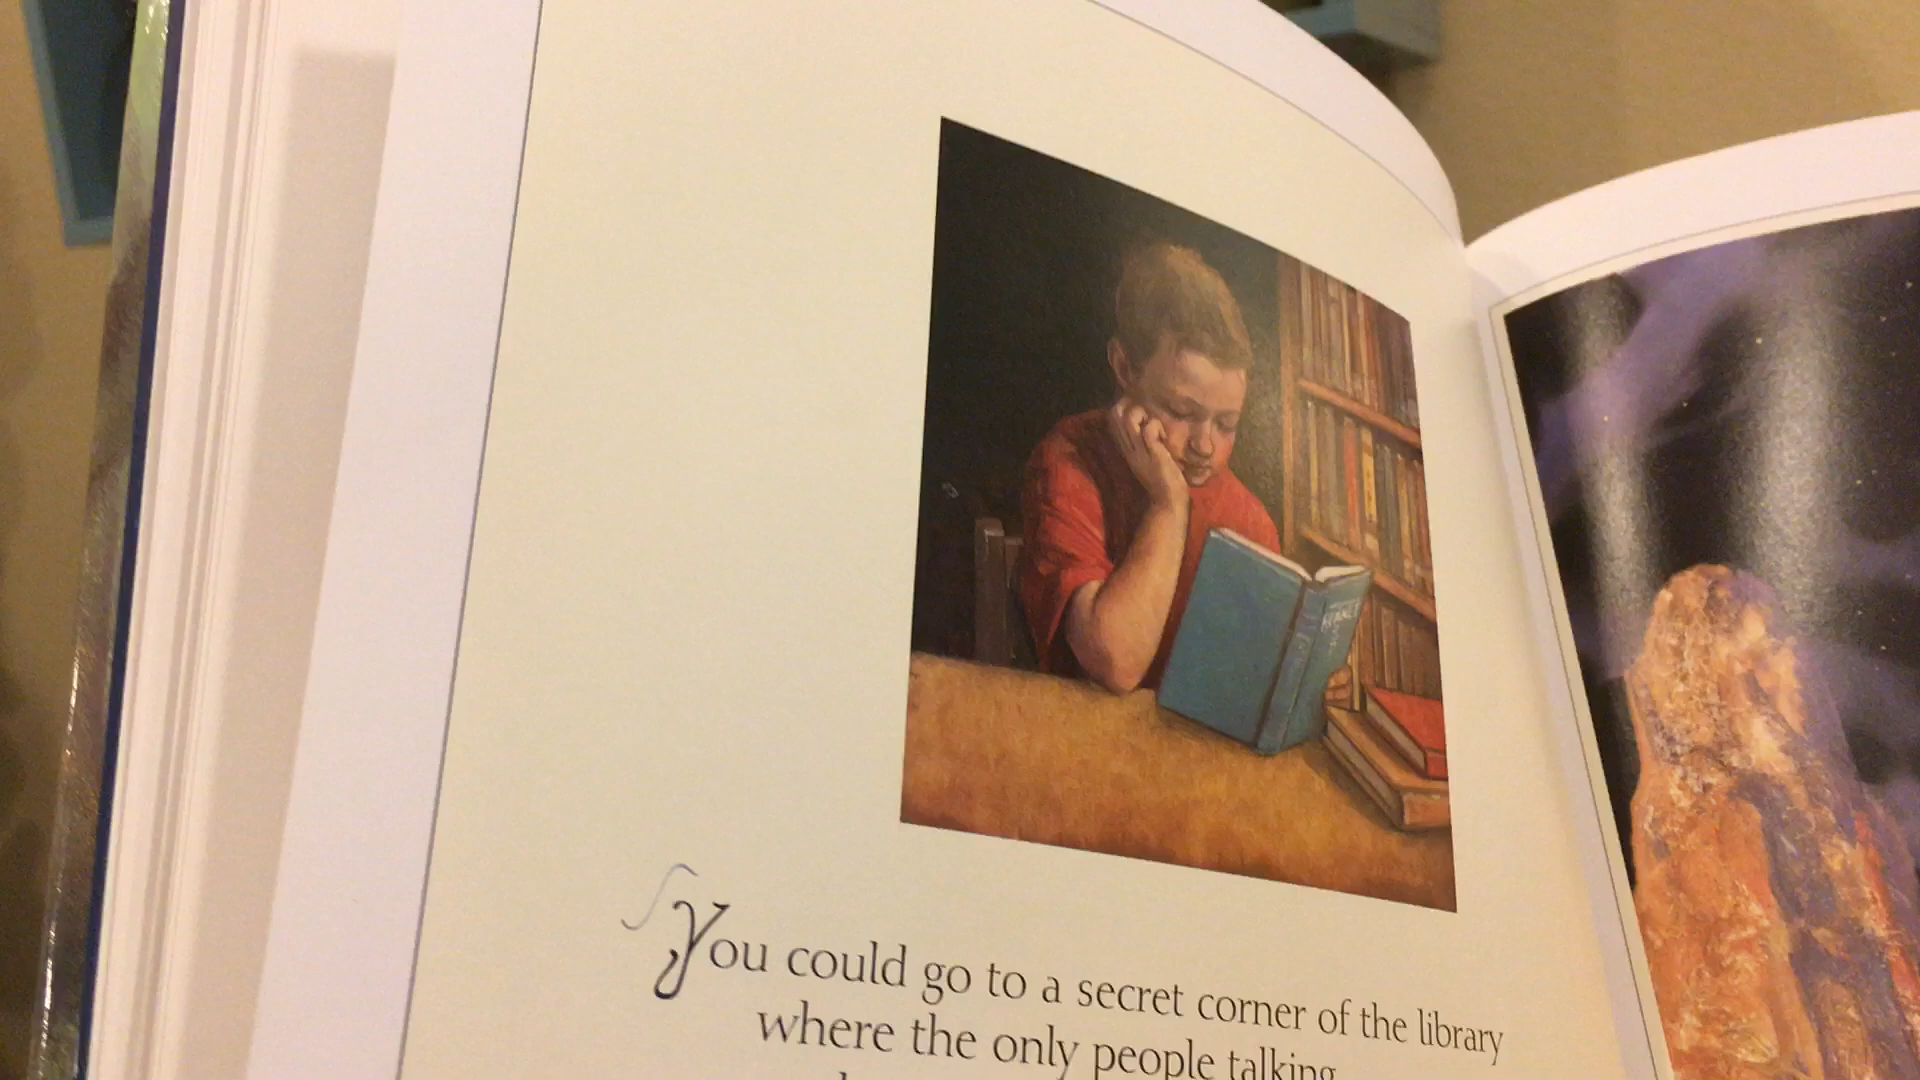 You could go to a secret corner of the library
where the only people talking